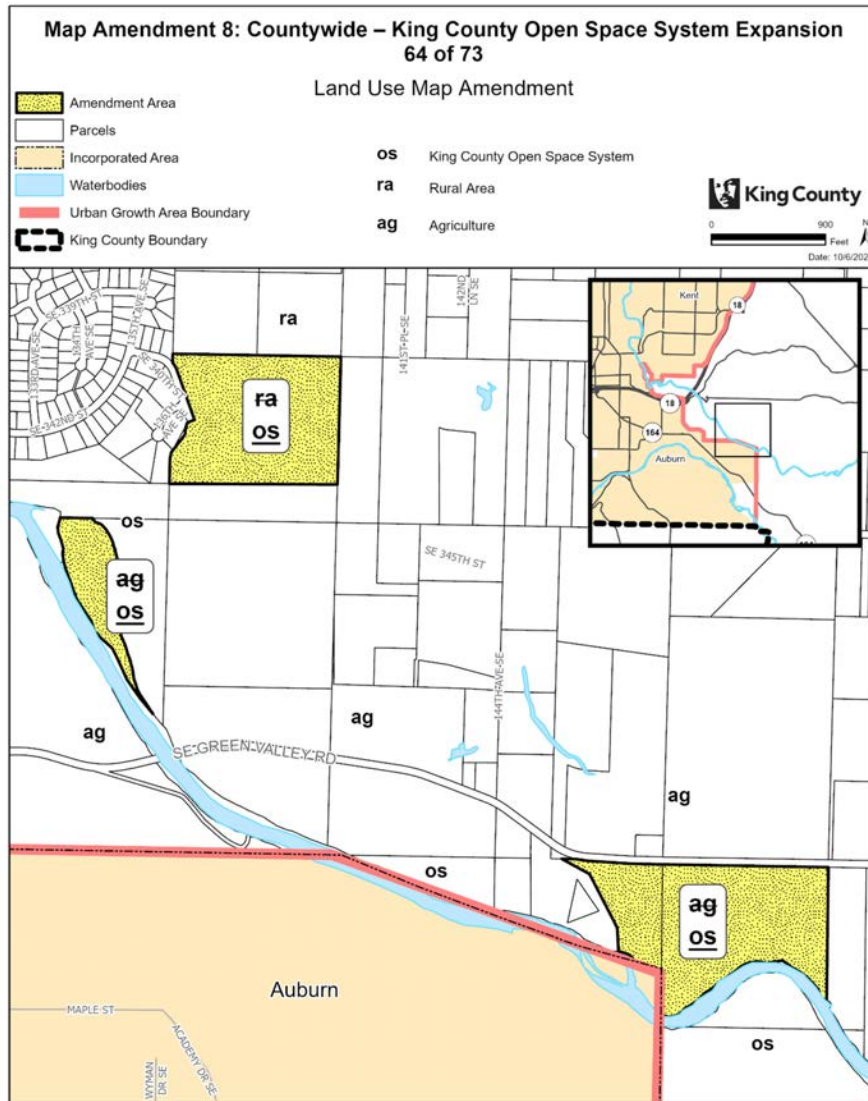 Map Amendment 8: Countywide – King County Open Space System Expansion
64 of 73
Land Use Map Amendment
Amendment Area
Parcels
Incorporated Area
Waterbodies
Urban Growth Area Boundary
King County Boundary
os King County Open Space System
ra Rural Area
ag Agriculture
King County
0 900
Feet
N
Date: 10/6/202
SE 339TH ST
133RD AVE SE
134TH AVE SE
135TH AVE SE
SE 340TH ST
SE 342ND ST
ra
141ST PL SE
142ND LN SE
ra
os
Kent
18
18
164
Auburn
os
ag
os
SE 345TH ST
144TH AVE SE
ag
ag
SE GREEN VALLEY RD
ag
os
ag
os
Auburn
MAPLE ST
ACADEMY DR SE
WYMAN DR SE
os